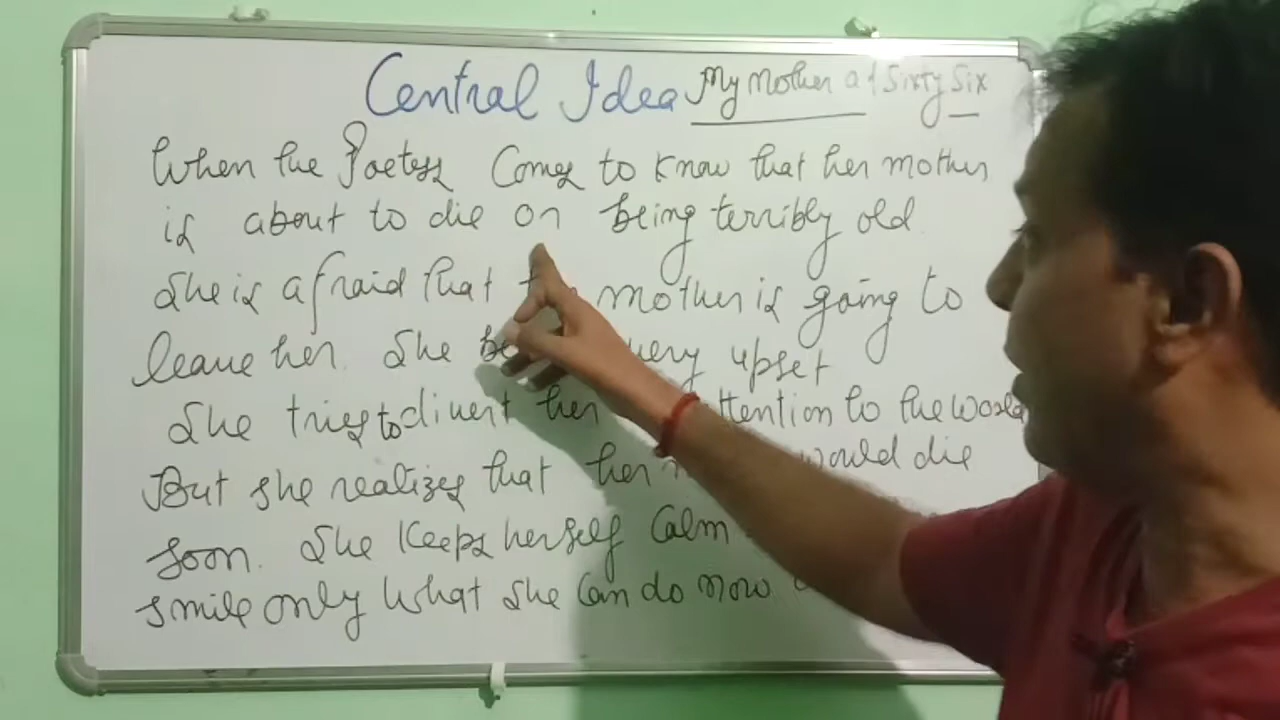 Central Idea My Mother at Sixty Six
When the Poetess Comes to know that her mother
is about to die on being terribly old.
She is afraid that mother is going to
leave her. She very upset
She tries to divert her attention to the world
But she realizes that her would die
soon. She keeps herself Calm
smile only what she can do now